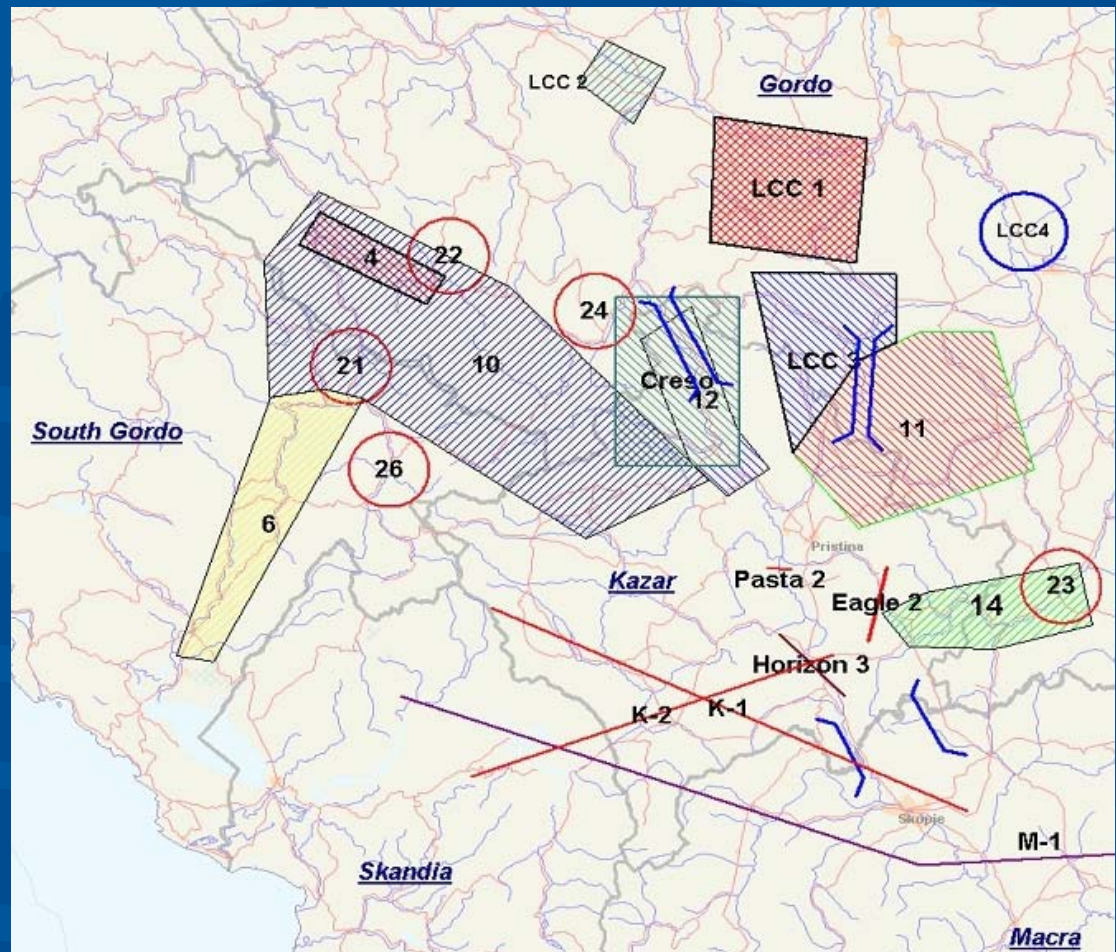 LCC 2
Gordo
LCC 1
LCC4
4
22
24
21
10
LCC 3
Creso
12
11
South Gordo
26
6
Pristina
Kazar
Pasta 2
Eagle 2
14
23
Horizon 3
K-2
K-1
Skopje
M-1
Skandia
Macra